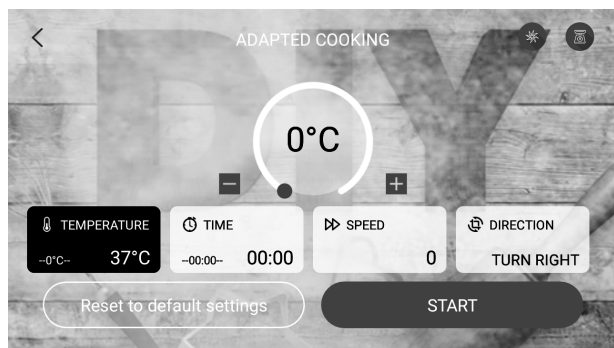 ADAPTED COOKING
DIY
0°C
TEMPERATURE
--0°C-- 37°C
TIME
--00:00-- 00:00
SPEED
0
DIRECTION
TURN RIGHT
Reset to default settings
START